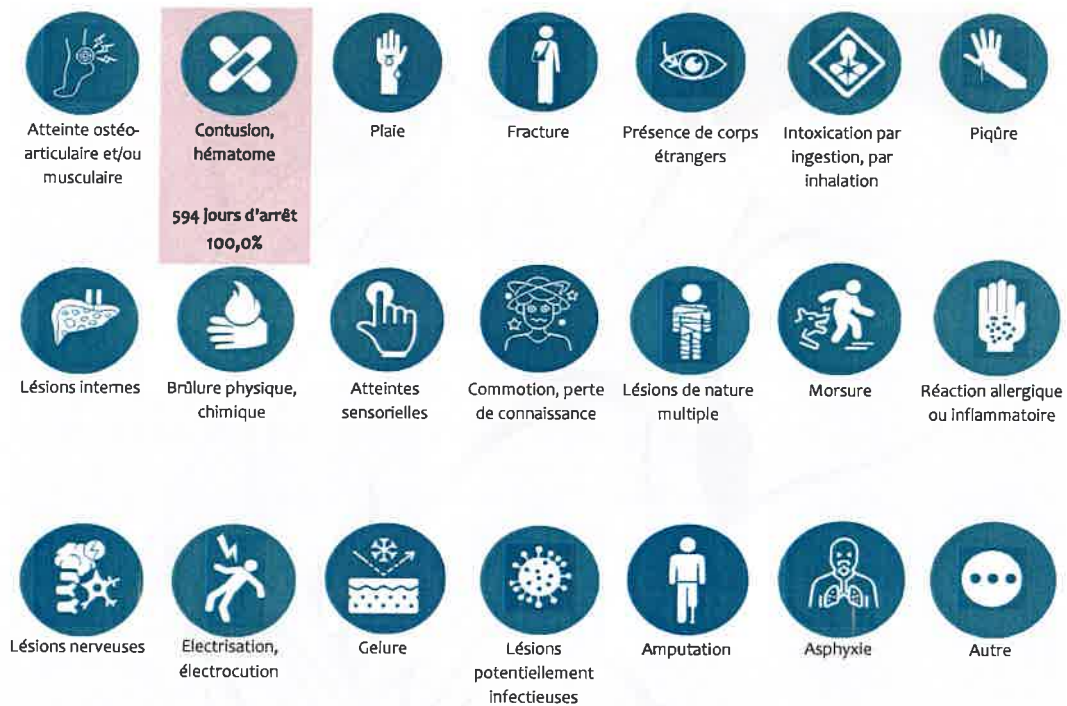 Atteinte ostéo-
articulaire et/ou
musculaire
Contusion,
hématome
594 jours d'arrêt
100,0%
Plaie
Fracture
Présence de corps
étrangers
Intoxication par
ingestion, par
inhalation
Piqûre
Lésions internes
Brûlure physique,
chimique
Atteintes
sensorielles
Commotion, perte
de connaissance
Lésions de nature
multiple
Morsure
Réaction allergique
ou inflammatoire
Lésions nerveuses
Electrisation,
électrocution
Gelure
Lésions
potentiellement
infectieuses
Amputation
Asphyxie
Autre